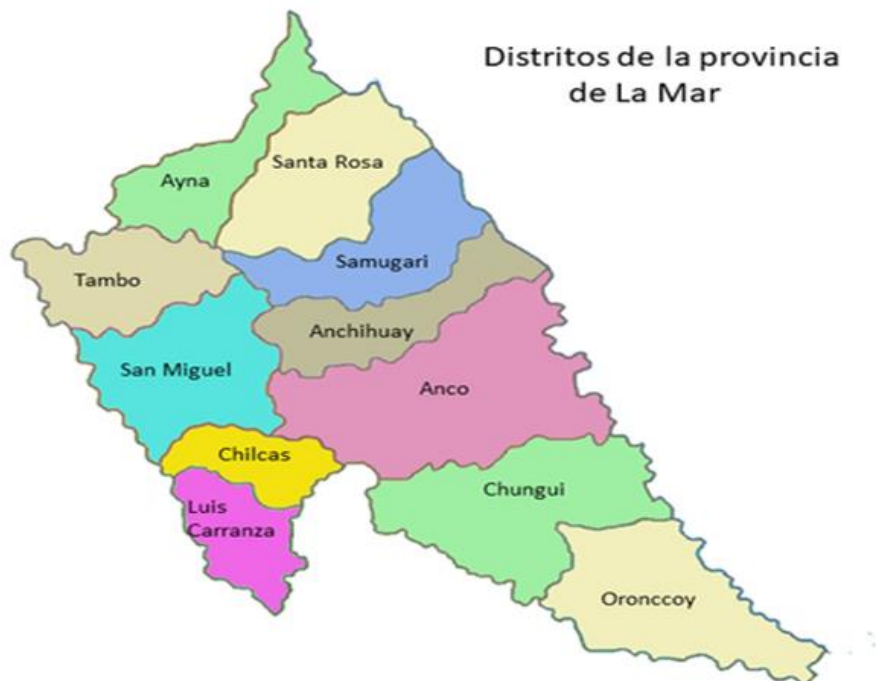 Distritos de la provincia
de La Mar
Santa Rosa
Ayna
Samugari
Tambo
Anchihuay
San Miguel
Anco
Chilcas
Chungui
Luis
Carranza
Oronccoy